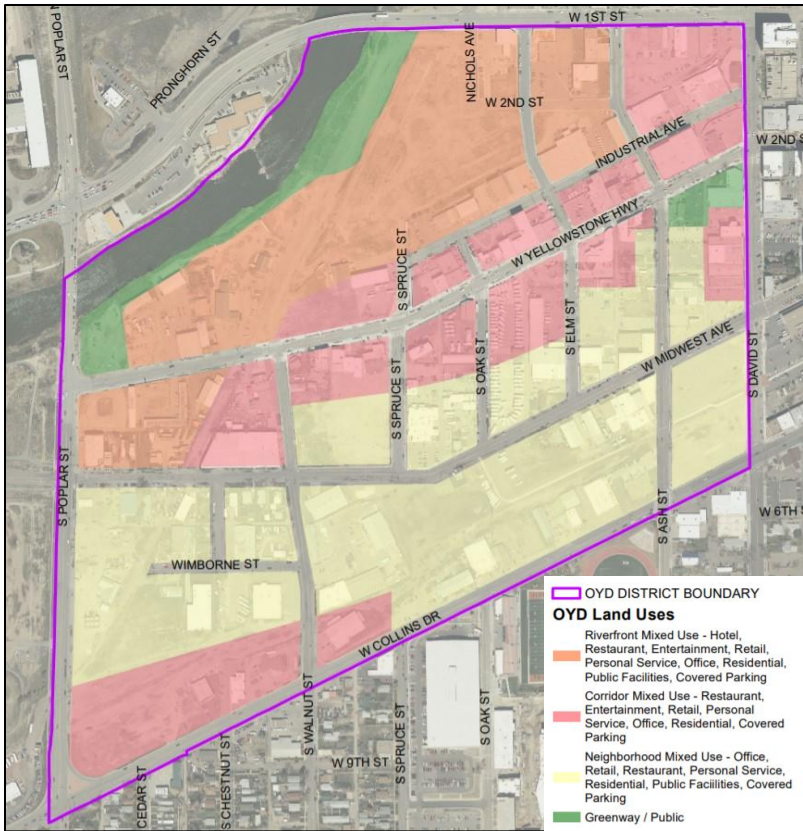 N POPLAR ST
PRONGHORN ST
W 1ST ST
NICHOLS AVE
W 2ND ST
INDUSTRIAL AVE
W 2ND S
W YELLOWSTONE HWY
S SPRUCE ST
S ELM ST
W MIDWEST AVE
S DAVID ST
S OAK ST
S SPRUCE ST
S POPLAR ST
S ASH ST
W 6TH S
WIMBORNE ST
W COLLINS DR
S WALNUT ST
S SPRUCE ST
S OAK ST
W 9TH ST
S CHESTNUT ST
CEDAR ST
OYD DISTRICT BOUNDARY
OYD Land Uses
Riverfront Mixed Use - Hotel,
Restaurant, Entertainment, Retail,
Personal Service, Office, Residential,
Public Facilities, Covered Parking
Corridor Mixed Use - Restaurant,
Entertainment, Retail, Personal
Service, Office, Residential, Covered
Parking
Neighborhood Mixed Use - Office,
Retail, Restaurant, Personal Service,
Residential, Public Faciilities, Covered
Parking
Greenway / Public